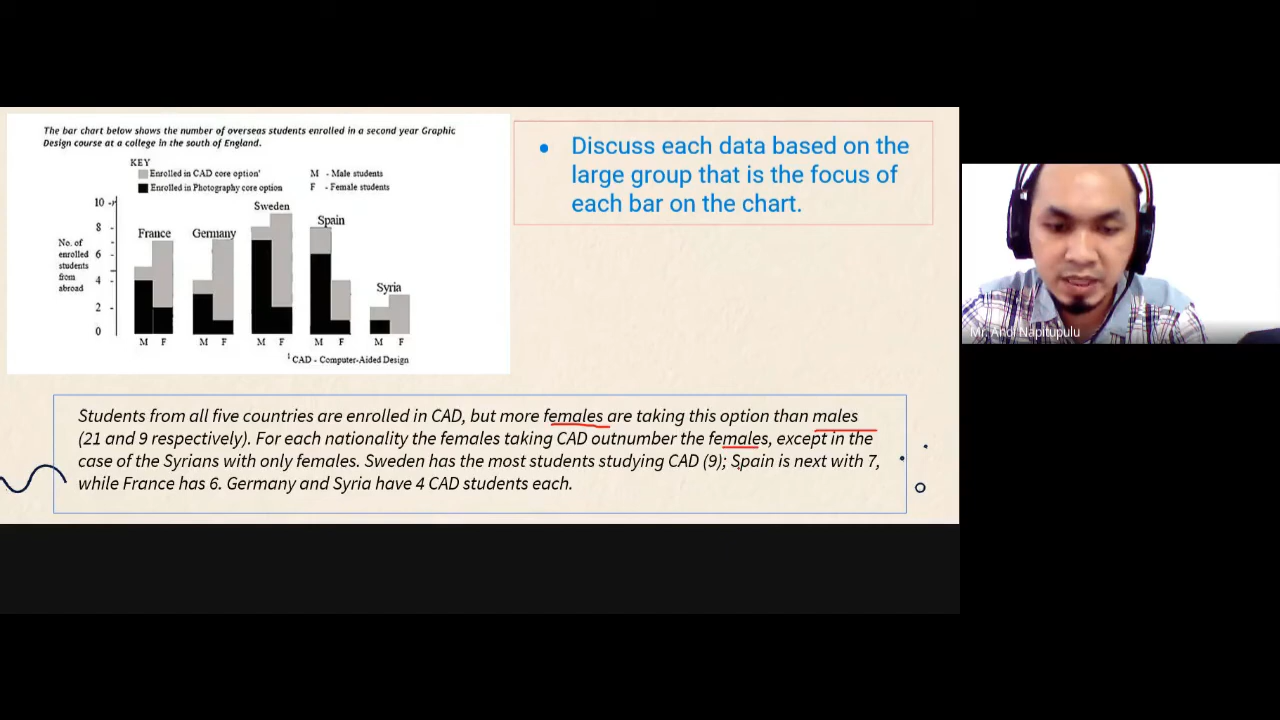 The bar chart below shows the number of overseas students enrolled in a second year Graphic
Design course at a college in the south of England.
KEY
Enrolled in CAD core option¹
M - Male students
Enrolled in Photography core option
F - Female students
10
8
6
4
2
0
No. of
enrolled
students
from
abroad
France
Germany
Sweden
Spain
Syria
M F M F M F M F M F
¹ CAD - Computer-Aided Design
• Discuss each data based on the
large group that is the focus of
each bar on the chart.
Students from all five countries are enrolled in CAD, but more females are taking this option than males
(21 and 9 respectively). For each nationality the females taking CAD outnumber the females, except in the
case of the Syrians with only females. Sweden has the most students studying CAD (9); Spain is next with 7,
while France has 6. Germany and Syria have 4 CAD students each.
Mr. Andi Napitupulu